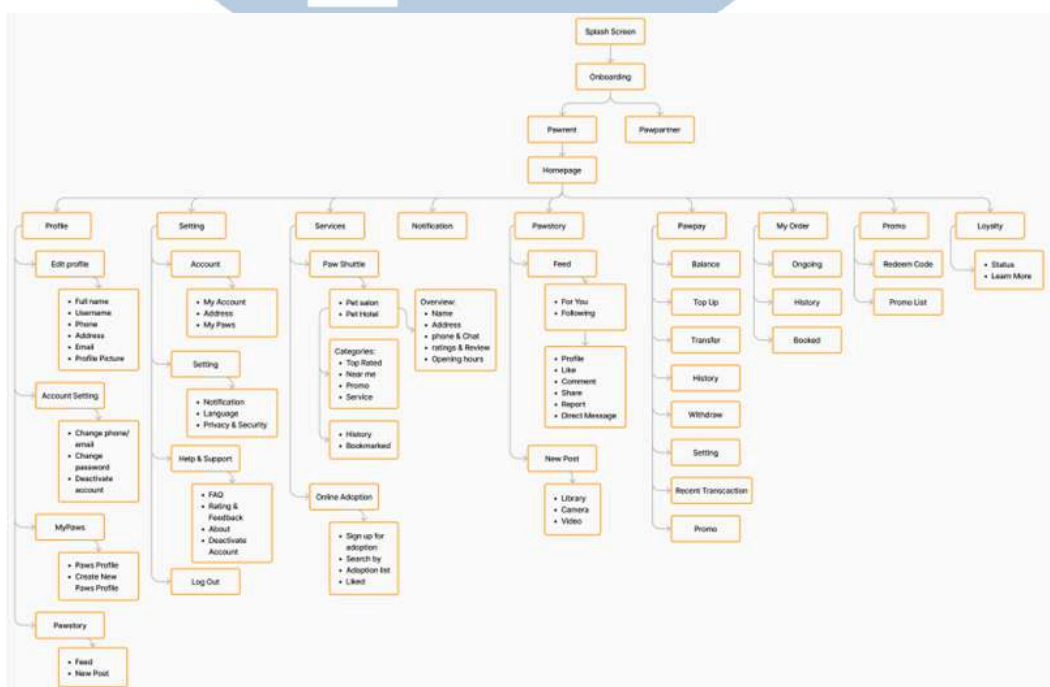 Splash Screen
Onboarding
Pawrent
Pawpartner
Homepage
Profile
Edit profile
• Full name
• Username
• Phone
• Address
• Email
• Profile Picture
Account Setting
• Change phone/
email
• Change
password
• Deactivate
account
MyPaws
• Paws Profile
• Create New
Paws Profile
Pawstory
• Feed
• New Post
Setting
Account
• My Account
• Address
• My Paws
Setting
• Notification
• Language
• Privacy & Security
Help & Support
• FAQ
• Rating &
Feedback
• About
• Deactivate
Account
Log Out
Services
Paw Shuttle
• Pet salon
• Pet Hotel
Categories:
• Top Rated
• Near me
• Promo
• Service
• History
• Bookmarked
Overview:
• Name
• Address
• phone & Chat
• ratings & Review
• Opening hours
Online Adoption
• Sign up for
adoption
• Search by
• Adoption list
• Liked
Notification
Pawstory
Feed
• For You
• Following
• Profile
• Like
• Comment
• Share
• Report
• Direct Message
New Post
• Library
• Camera
• Video
Pawpay
Balance
Top Up
Transfer
History
Withdraw
Setting
Recent Transcaction
Promo
My Order
Ongoing
History
Booked
Promo
Redeem Code
Promo List
Loyalty
• Status
• Learn More